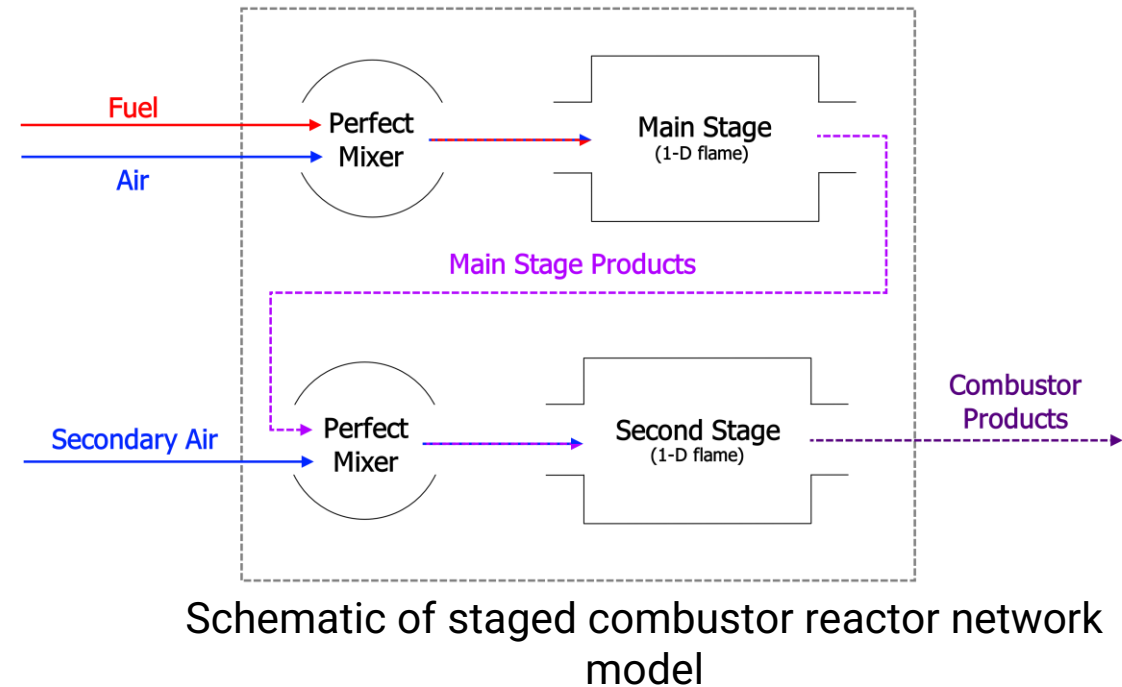 Fuel
Air
Perfect
Mixer
Main Stage
(1-D flame)
Main Stage Products
Secondary Air
Perfect
Mixer
Second Stage
(1-D flame)
Combustor
Products
Schematic of staged combustor reactor network
model